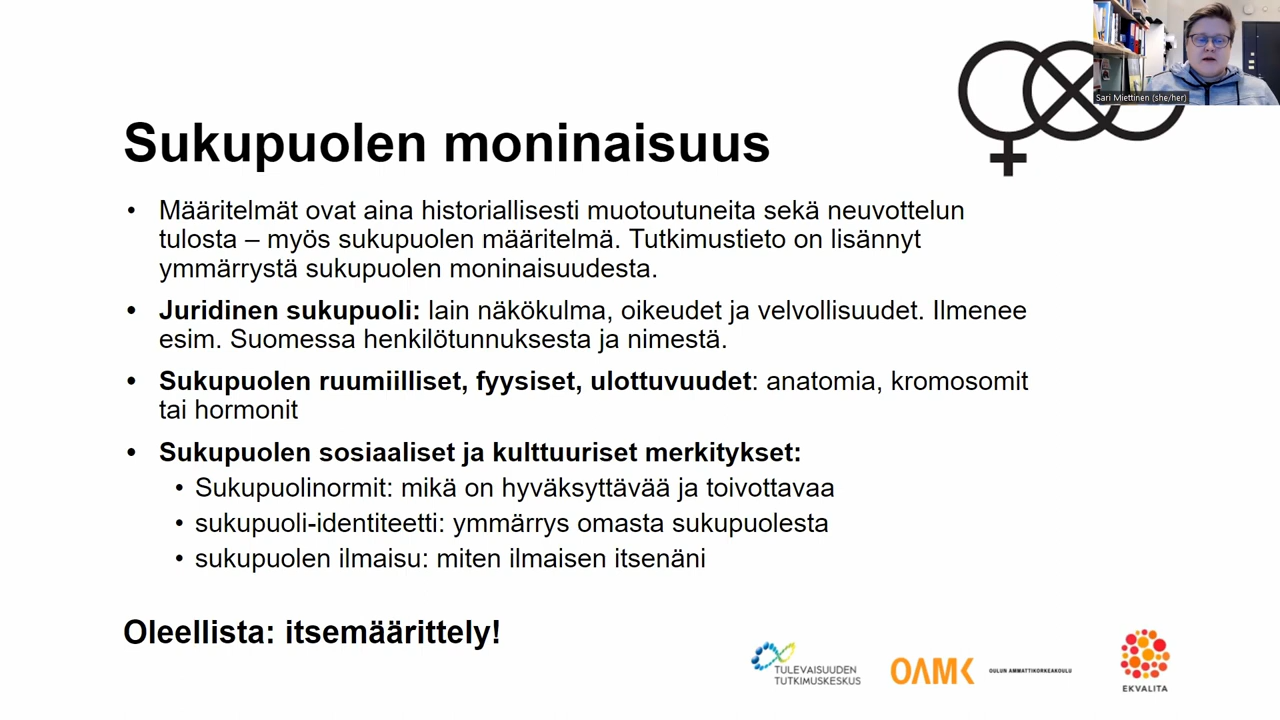 Sari Miettinen (she/her)
Sukupuolen moninaisuus
• Määritelmät ovat aina historiallisesti muotoutuneita sekä neuvottelun
tulosta – myös sukupuolen määritelmä. Tutkimustieto on lisännyt
ymmärrystä sukupuolen moninaisuudesta.
• Juridinen sukupuoli: lain näkökulma, oikeudet ja velvollisuudet. Ilmenee
esim. Suomessa henkilötunnuksesta ja nimestä.
• Sukupuolen ruumiilliset, fyysiset, ulottuvuudet: anatomia, kromosomit
tai hormonit
• Sukupuolen sosiaaliset ja kulttuuriset merkitykset:
• Sukupuolinormit: mikä on hyväksyttävää ja toivottavaa
• sukupuoli-identiteetti: ymmärrys omasta sukupuolesta
• sukupuolen ilmaisu: miten ilmaisen itsenäni
Oleellista: itsemäärittely!
TULEVAISUUDEN
TUTKIMUSKESKUS
OAMK
OULUN AMMATTIKORKEAKOULU
EKVALITA